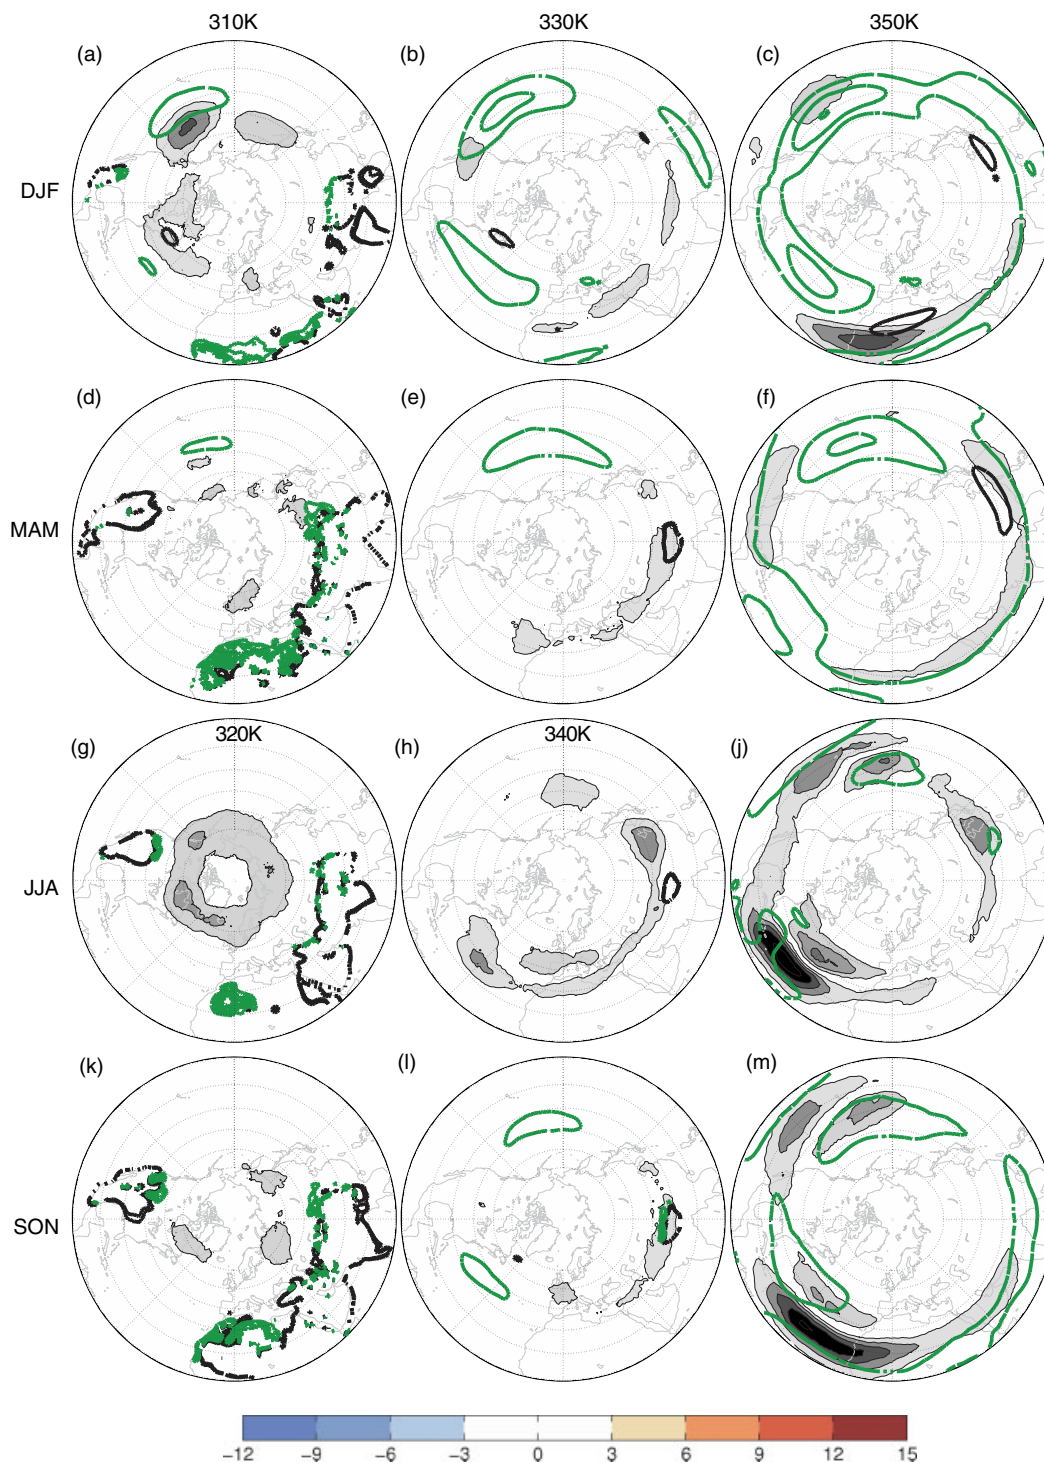 310K 330K 350K
(a) (b) (c)
DJF
(d) (e) (f)
MAM
320K 340K
(g) (h) (j)
JJA
(k) (l) (m)
SON
−12 −9 −6 −3 0 3 6 9 12 15